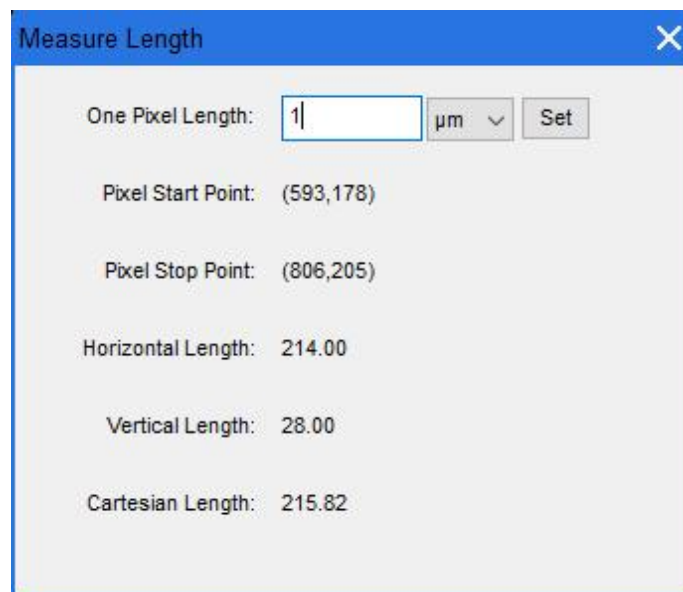 Measure Length
One Pixel Length: 1 µm Set
Pixel Start Point: (593,178)
Pixel Stop Point: (806,205)
Horizontal Length: 214.00
Vertical Length: 28.00
Cartesian Length: 215.82